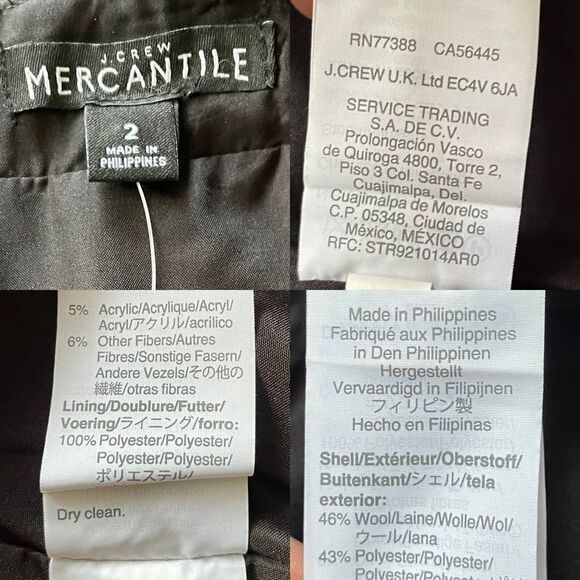 J.CREW
MERCANTILE
2
MADE IN
PHILIPPINES
RN77388 CA56445
J.CREW U.K. Ltd EC4V 6JA
SERVICE TRADING
S.A. DE C.V.
Prolongación Vasco
de Quiroga 4800, Torre 2,
Piso 3 Col. Santa Fe
Cuajimalpa, Del.
Cuajimalpa de Morelos
C.P. 05348, Ciudad de
México, MÉXICO
RFC: STR921014AR0
5% Acrylic/Acrylique/Acryl/
Acryl/アクリル/acrílico
6% Other Fibers/Autres
Fibres/Sonstige Fasern/
Andere Vezels/その他の
繊維/otras fibras
Lining/Doublure/Futter/
Voering/ライニング/forro:
100% Polyester/Polyester/
Polyester/Polyester/
ポリエステル/
Dry clean.
Made in Philippines
Fabriqué aux Philippines
in Den Philippinen
Hergestellt
Vervaardigd in Filipijnen
フィリピン製
Hecho en Filipinas
Shell/Extérieur/Oberstoff/
Buitenkant/シェル/tela
exterior:
46% Wool/Laine/Wolle/Wol/
ウール/lana
43% Polyester/Polyester/
Polyester/Polyester/